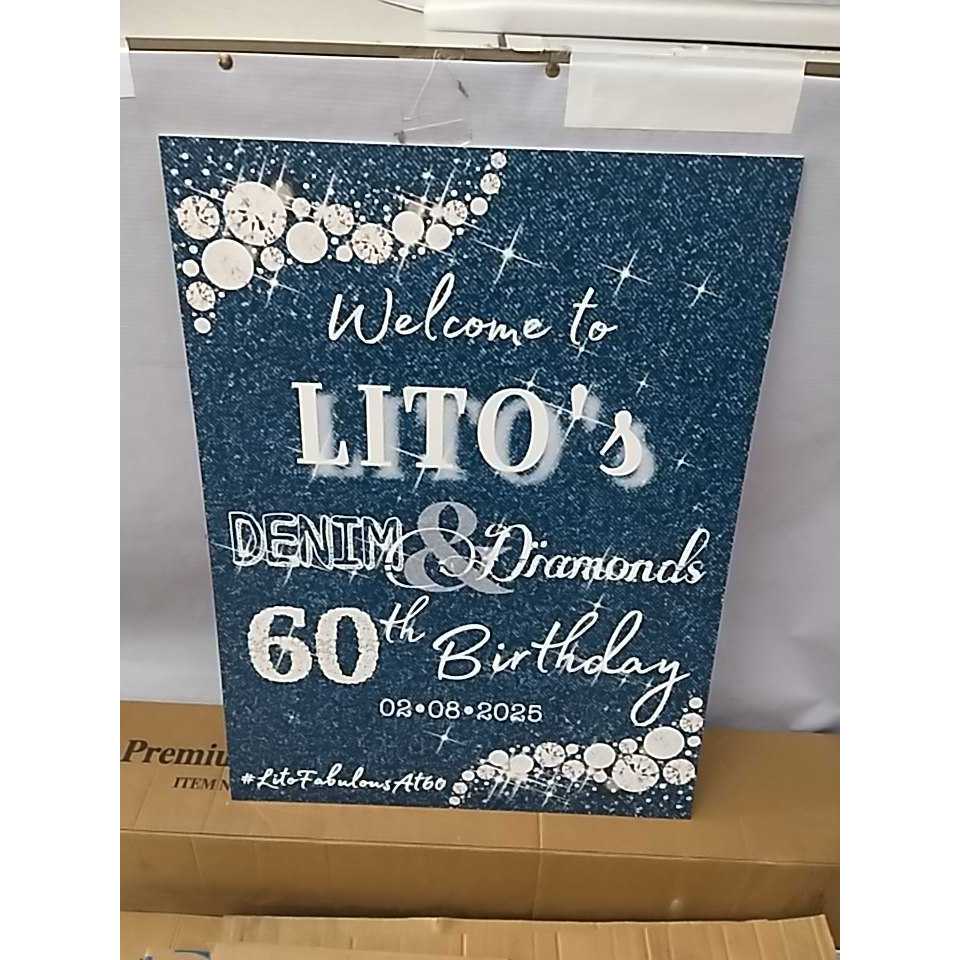 Welcome to
LITO's
DENIM & Diamonds
60th Birthday
02•08•2025
#LitoFabulousAt60
Premiu
ITEM N